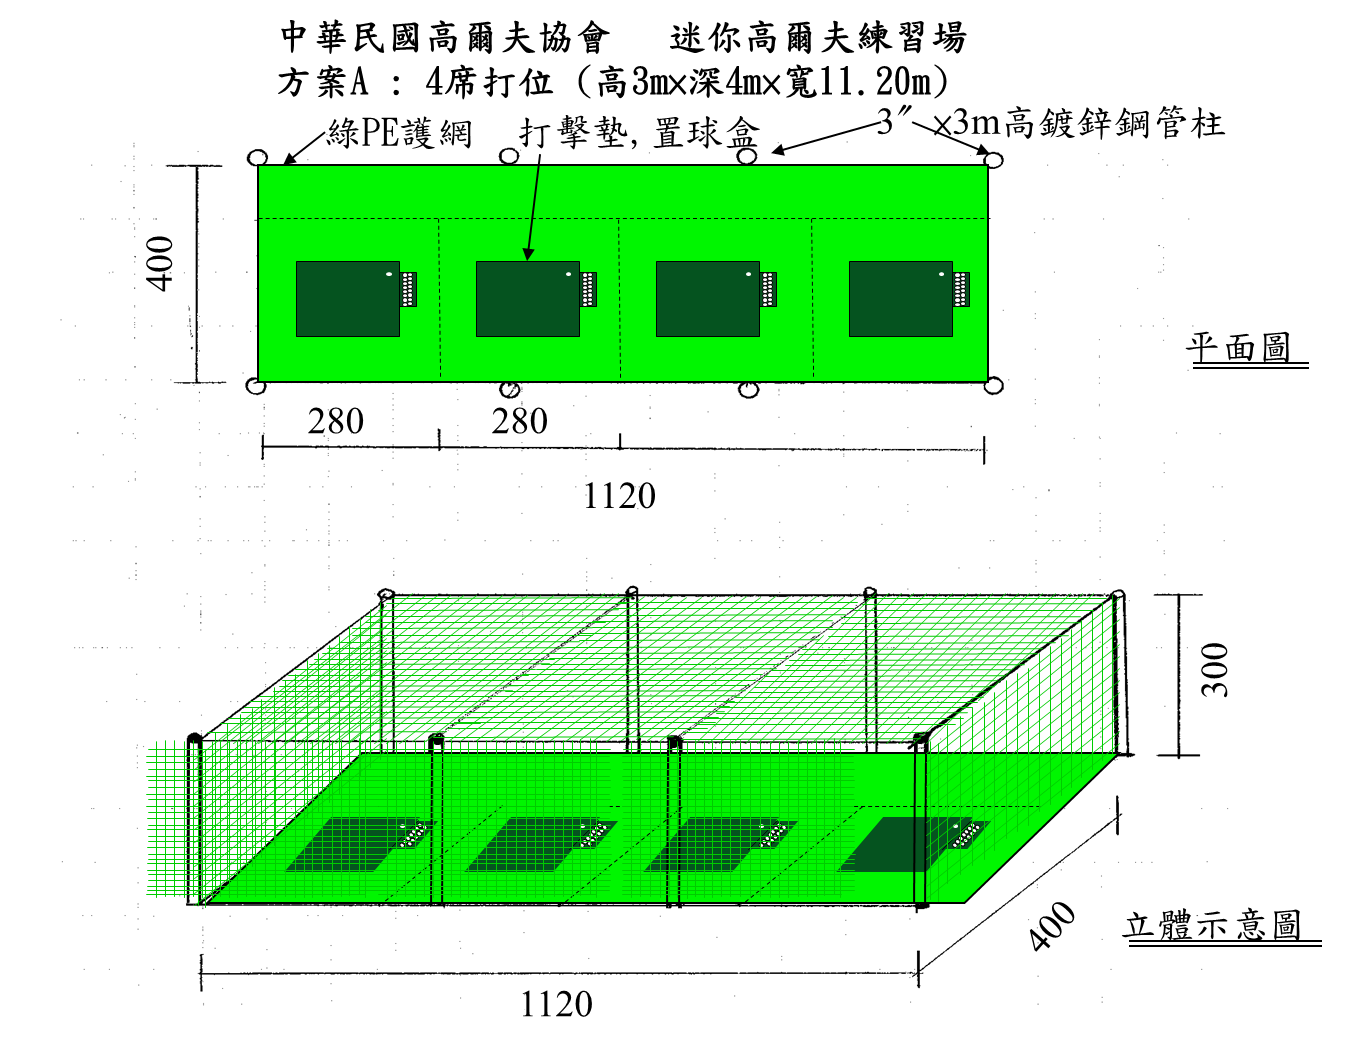 中華民國高爾夫協會 迷你高爾夫練習場
方案A : 4席打位 (高3m×深4m×寬11.20m)
綠PE護網 打擊墊,置球盒 3″ ×3m高鍍鋅鋼管柱
400
平面圖
280 280
1120
300
400
立體示意圖
1120